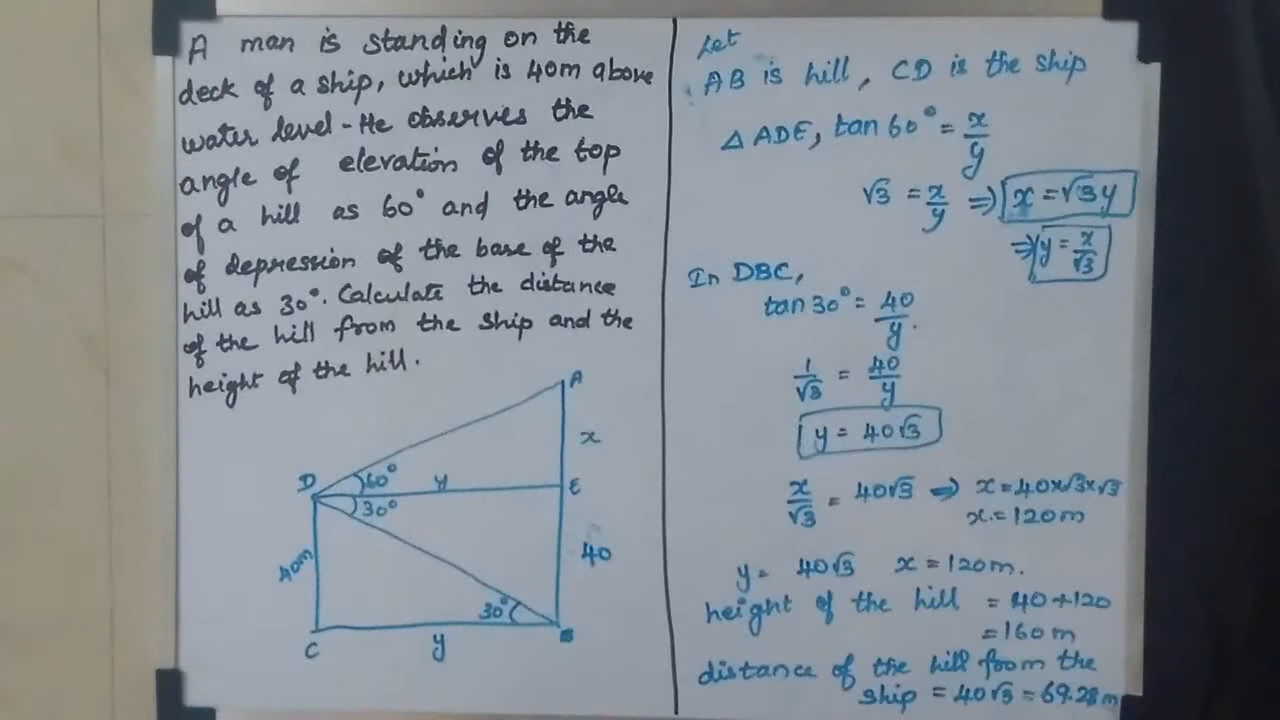 A man is standing on the
deck of a ship, which is 40m above
water level - He observes the
angle of elevation of the top
of a hill as 60° and the angle
of depression of the base of the
hill as 30°. Calculate the distance
of the hill from the ship and the
height of the hill.
A
x
D
60°
y
E
30°
40m
40
30°
C
y
B
Let
AB is hill, CD is the ship
△ ADE, tan 60° = x/y
√3 = x/y ⇒ x = √3y
⇒ y = x/√3
In DBC,
tan 30° = 40/y.
1/√3 = 40/y
y = 40√3
x/√3 = 40√3 ⇒ x = 40×√3×√3
x = 120m
y = 40√3 x = 120m.
height of the hill = 40+120
= 160m
distance of the hill from the
ship = 40√3 = 69.28m